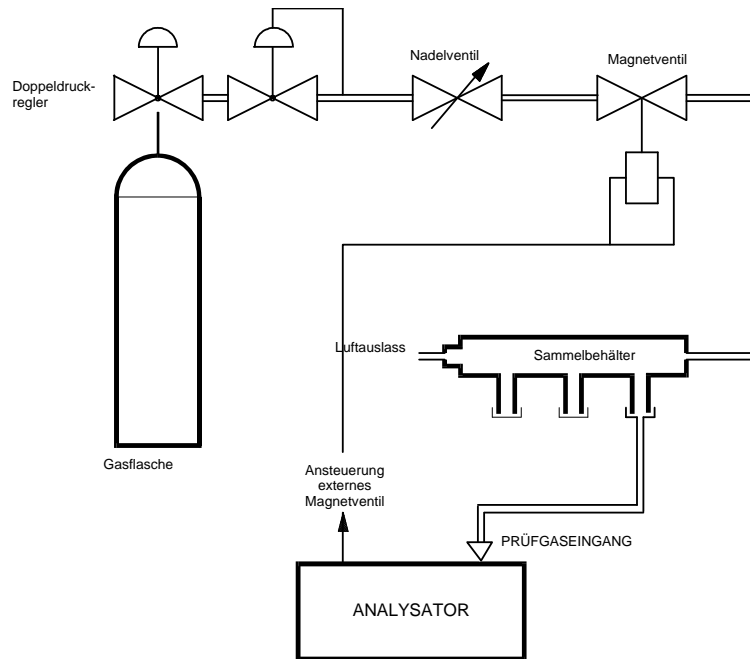 Nadelventil
Magnetventil
Doppeldruck-
regler
Luftauslass
Sammelbehälter
Gasflasche
Ansteuerung
externes
Magnetventil
PRÜFGASEINGANG
ANALYSATOR